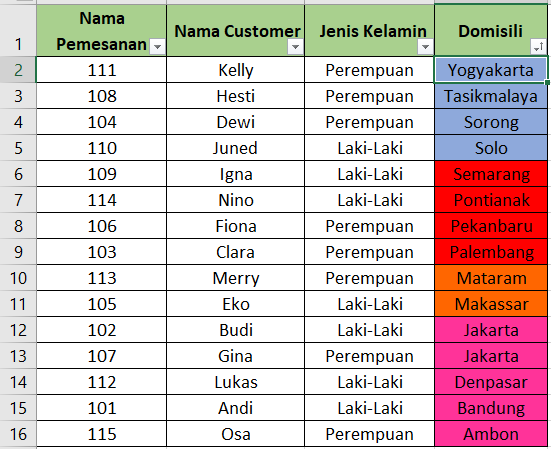 1 Nama Pemesanan Nama Customer Jenis Kelamin Domisili
2 111 Kelly Perempuan Yogyakarta
3 108 Hesti Perempuan Tasikmalaya
4 104 Dewi Perempuan Sorong
5 110 Juned Laki-Laki Solo
6 109 Igna Laki-Laki Semarang
7 114 Nino Laki-Laki Pontianak
8 106 Fiona Perempuan Pekanbaru
9 103 Clara Perempuan Palembang
10 113 Merry Perempuan Mataram
11 105 Eko Laki-Laki Makassar
12 102 Budi Laki-Laki Jakarta
13 107 Gina Perempuan Jakarta
14 112 Lukas Laki-Laki Denpasar
15 101 Andi Laki-Laki Bandung
16 115 Osa Perempuan Ambon